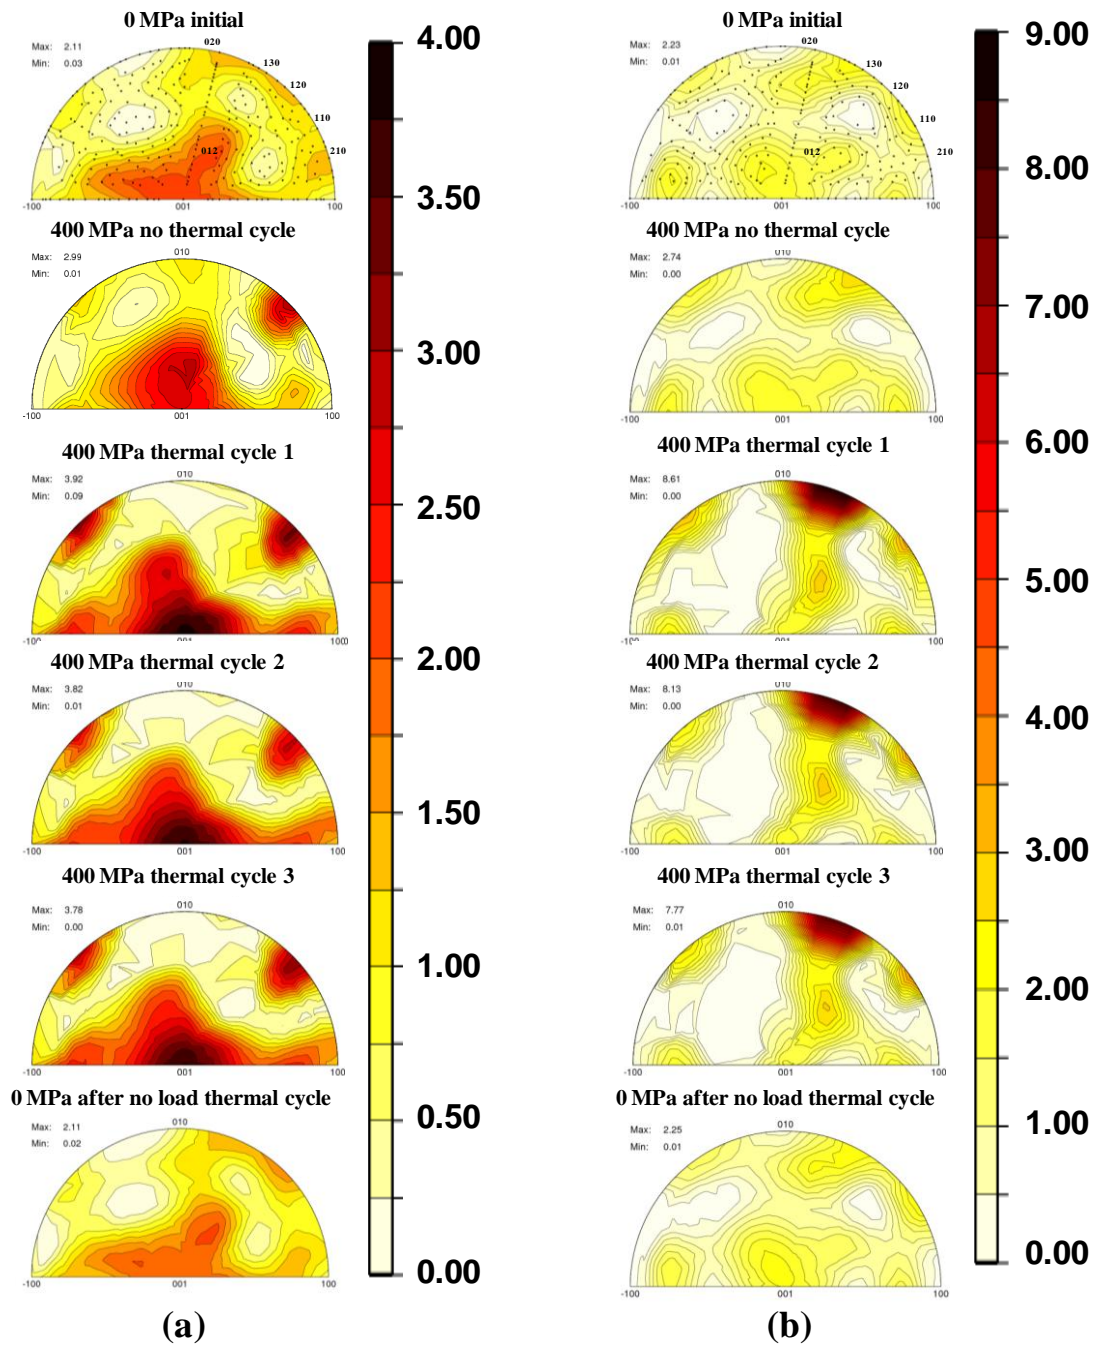 0 MPa initial
Max: 2.11
Min: 0.03
020
130
120
110
210
012
-100 001 100
400 MPa no thermal cycle
Max: 2.99
Min: 0.01
010
-100 001 100
400 MPa thermal cycle 1
Max: 3.92
Min: 0.09
010
400 MPa thermal cycle 2
Max: 3.82
Min: 0.01
010
-100 001 100
400 MPa thermal cycle 3
Max: 3.78
Min: 0.00
010
-100 001 100
0 MPa after no load thermal cycle
Max: 2.11
Min: 0.02
010
-100 001 100
4.00
3.50
3.00
2.50
2.00
1.50
1.00
0.50
0.00
(a)
0 MPa initial
Max: 2.23
Min: 0.01
020
130
120
110
210
012
-100 001 100
400 MPa no thermal cycle
Max: 2.74
Min: 0.00
010
-100 001 100
400 MPa thermal cycle 1
Max: 8.61
Min: 0.00
010
-100 001 100
400 MPa thermal cycle 2
Max: 8.13
Min: 0.00
010
-100 001 100
400 MPa thermal cycle 3
Max: 7.77
Min: 0.01
010
-100 001 100
0 MPa after no load thermal cycle
Max: 2.25
Min: 0.01
010
-100 001 100
9.00
8.00
7.00
6.00
5.00
4.00
3.00
2.00
1.00
0.00
(b)